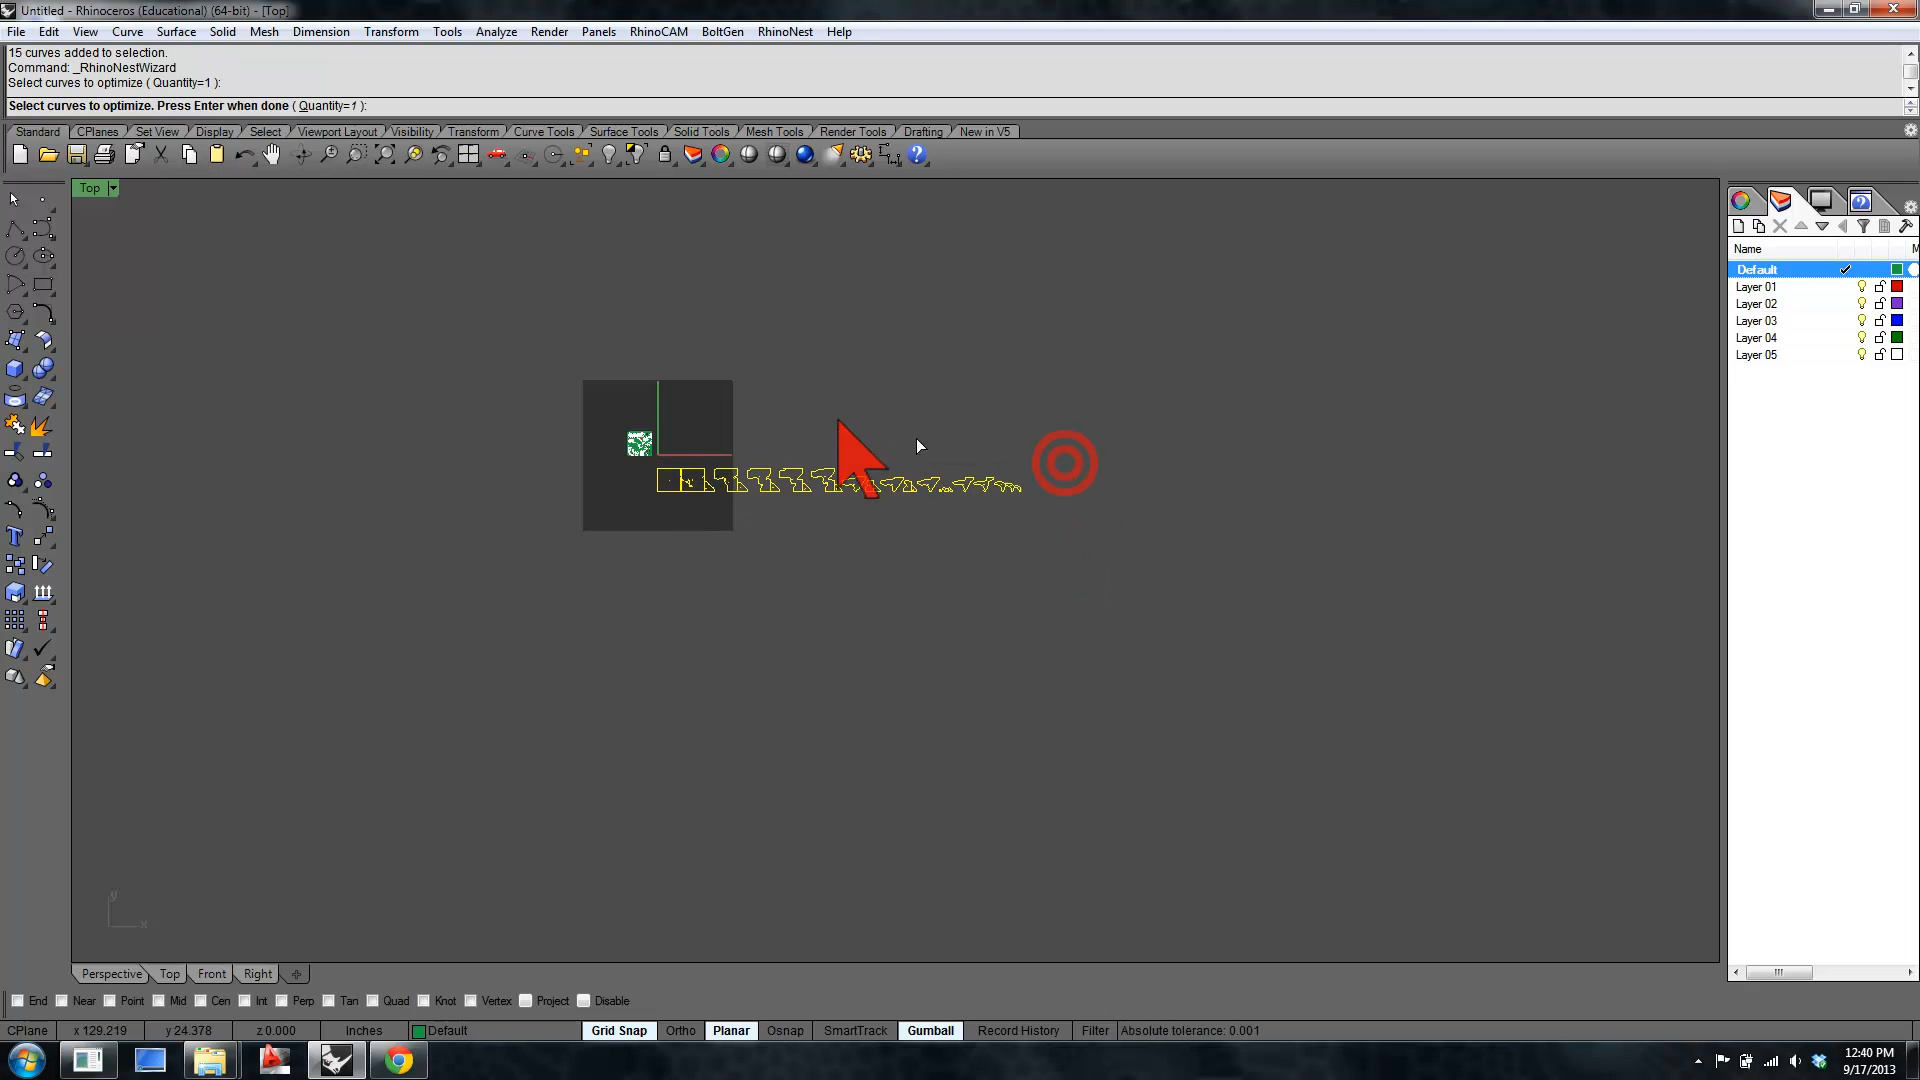 Untitled - Rhinoceros (Educational) (64-bit) - [Top]
File Edit View Curve Surface Solid Mesh Dimension Transform Tools Analyze Render Panels RhinoCAM BoltGen RhinoNest Help
15 curves added to selection.
Command: _RhinoNestWizard
Select curves to optimize ( Quantity=1 ):
Select curves to optimize. Press Enter when done ( Quantity=1 ):
Standard CPlanes Set View Display Select Viewport Layout Visibility Transform Curve Tools Surface Tools Solid Tools Mesh Tools Render Tools Drafting New in V5
Top
Name M
Default
Layer 01
Layer 02
Layer 03
Layer 04
Layer 05
y
x
Perspective Top Front Right
End Near Point Mid Cen Int Perp Tan Quad Knot Vertex Project Disable
CPlane x 129.219 y 24.378 z 0.000 Inches Default Grid Snap Ortho Planar Osnap SmartTrack Gumball Record History Filter Absolute tolerance: 0.001
12:40 PM
9/17/2013